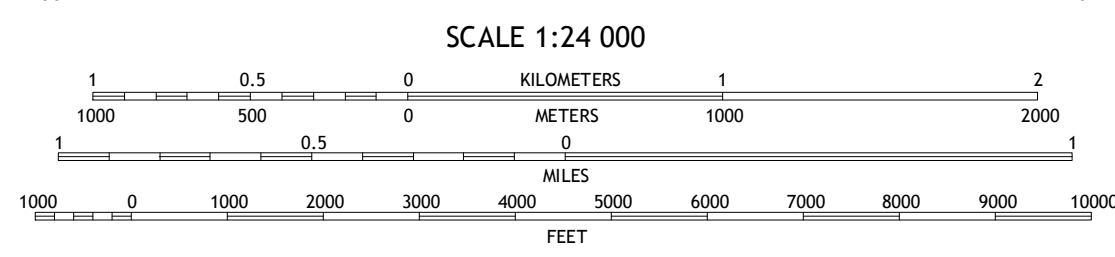 SCALE 1:24 000
1 0.5 0 KILOMETERS 1 2
1000 500 0 METERS 1000 2000
1 0.5 0 1
MILES
1000 0 1000 2000 3000 4000 5000 6000 7000 8000 9000 10000
FEET